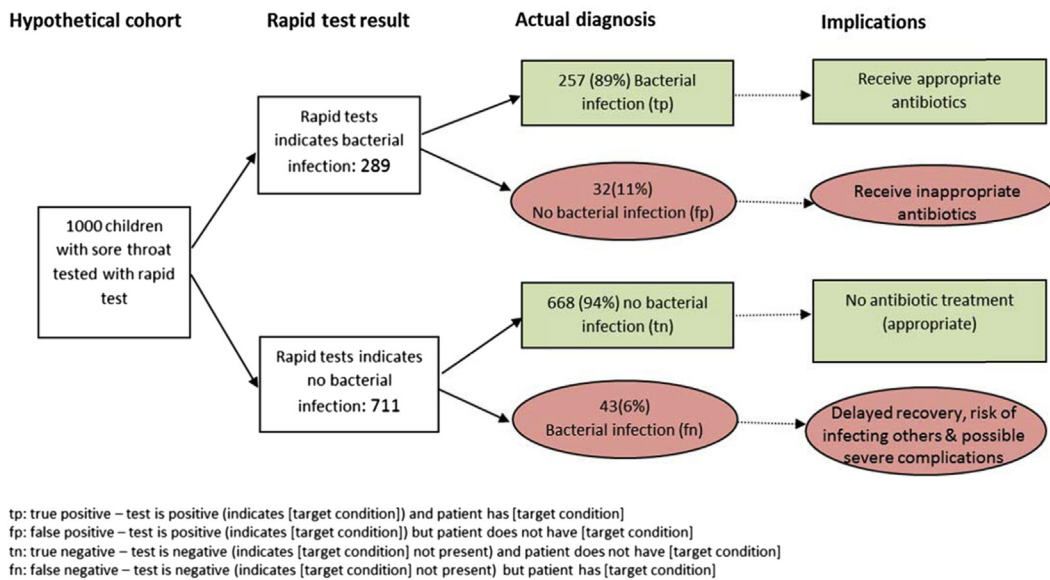 Hypothetical cohort
Rapid test result
Actual diagnosis
Implications
1000 children
with sore throat
tested with rapid
test
Rapid tests
indicates bacterial
infection: 289
257 (89%) Bacterial
infection (tp)
Receive appropriate
antibiotics
32(11%)
No bacterial infection (fp)
Receive inappropriate
antibiotics
Rapid tests indicates
no bacterial
infection: 711
668 (94%) no bacterial
infection (tn)
No antibiotic treatment
(appropriate)
43(6%)
Bacterial infection (fn)
Delayed recovery, risk of
infecting others & possible
severe complications
tp: true positive – test is positive (indicates [target condition]) and patient has [target condition]
fp: false positive – test is positive (indicates [target condition]) but patient does not have [target condition]
tn: true negative – test is negative (indicates [target condition] not present) and patient does not have [target condition]
fn: false negative – test is negative (indicates [target condition] not present) but patient has [target condition]